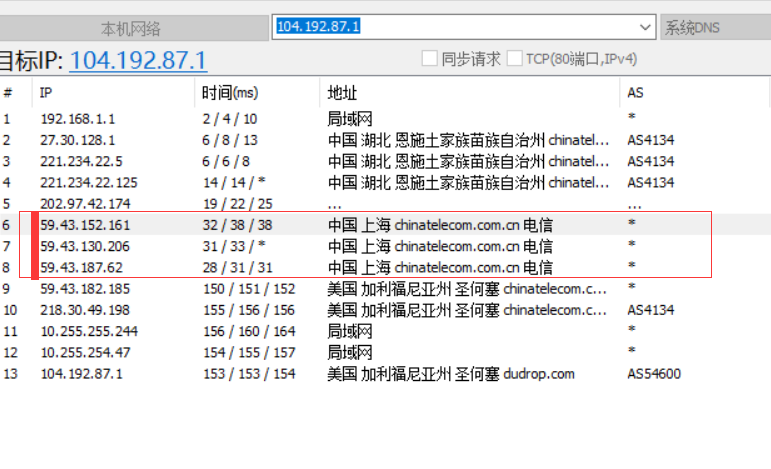 本机网络 104.192.87.1 系统DNS
目标IP: 104.192.87.1 同步请求 TCP(80端口,IPv4)
# IP 时间(ms) 地址 AS
1 192.168.1.1 2 / 4 / 10 局域网 *
2 27.30.128.1 6 / 8 / 13 中国 湖北 恩施土家族苗族自治州 chinatel... AS4134
3 221.234.22.5 6 / 6 / 8 中国 湖北 恩施土家族苗族自治州 chinatel... AS4134
4 221.234.22.125 14 / 14 / * 中国 湖北 恩施土家族苗族自治州 chinatel... AS4134
5 202.97.42.174 19 / 22 / 25 ... ...
6 59.43.152.161 32 / 38 / 38 中国 上海 chinatelecom.com.cn 电信 *
7 59.43.130.206 31 / 33 / * 中国 上海 chinatelecom.com.cn 电信 *
8 59.43.187.62 28 / 31 / 31 中国 上海 chinatelecom.com.cn 电信 *
9 59.43.182.185 150 / 151 / 152 美国 加利福尼亚州 圣何塞 chinatelecom.c... *
10 218.30.49.198 155 / 156 / 156 美国 加利福尼亚州 圣何塞 chinatelecom.c... AS4134
11 10.255.255.244 156 / 160 / 164 局域网 *
12 10.255.254.47 154 / 155 / 157 局域网 *
13 104.192.87.1 153 / 153 / 154 美国 加利福尼亚州 圣何塞 dudrop.com AS54600